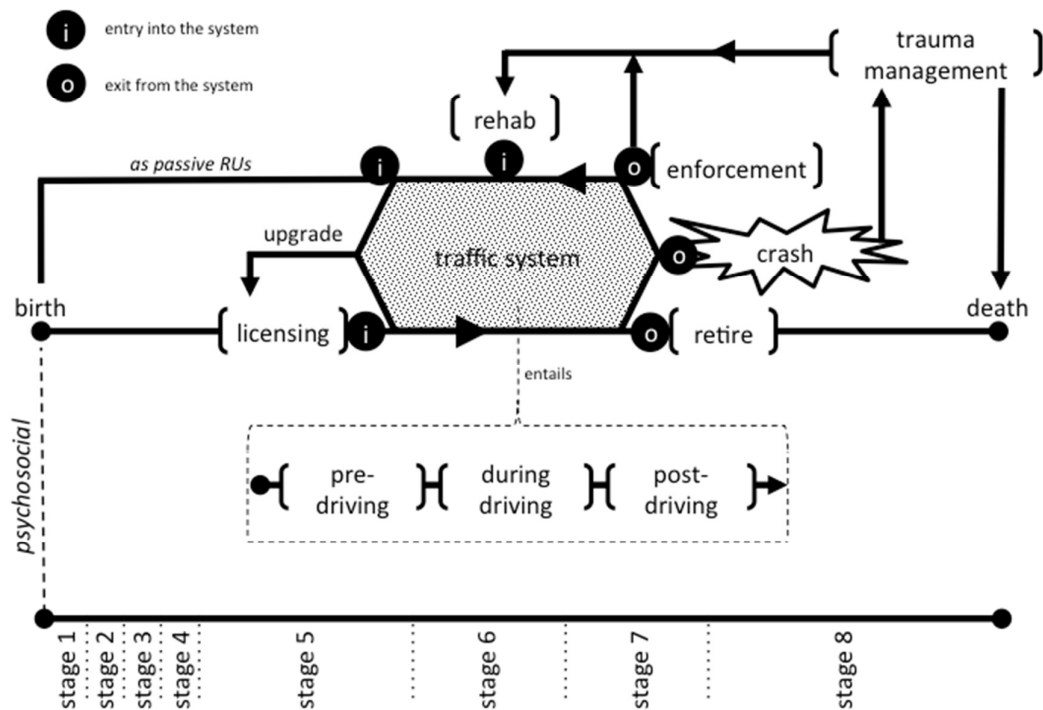 i entry into the system
o exit from the system
trauma
management
rehab
as passive RUs
i
i
o
enforcement
upgrade
traffic system
o
crash
birth
death
licensing
i
o
retire
entails
psychosocial
pre-
driving
during
driving
post-
driving
stage 1
stage 2
stage 3
stage 4
stage 5
stage 6
stage 7
stage 8